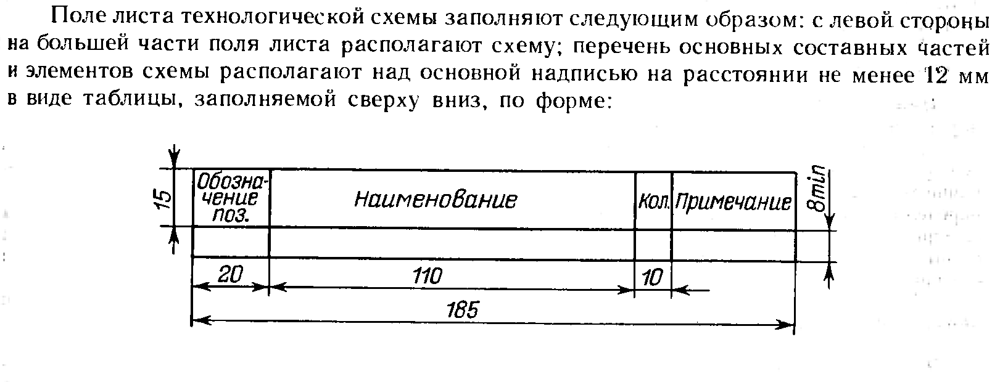 Поле листа технологической схемы заполняют следующим образом: с левой стороны
на большей части поля листа располагают схему; перечень основных составных частей
и элементов схемы располагают над основной надписью на расстоянии не менее 12 мм
в виде таблицы, заполняемой сверху вниз, по форме:
15
Обозна-
чение
поз.
Наименование
Кол.
Примечание
8min
20
110
10
185